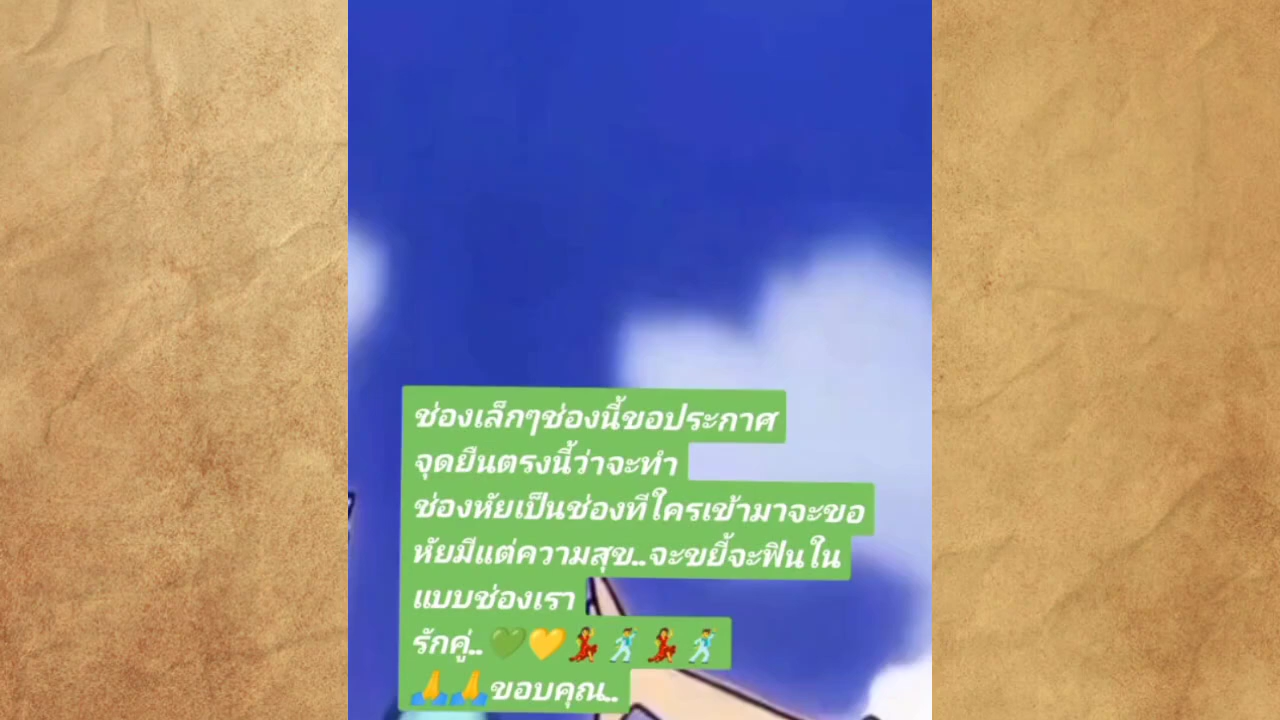 ช่องเล็กๆช่องนี้ขอประกาศ
จุดยืนตรงนี้ว่าจะทำ
ช่องหัยเป็นช่องทีใครเข้ามาจะขอ
หัยมีแต่ความสุข..จะขยี้จะฟินใน
แบบช่องเรา
รักคู่..💚💛💃🕺💃🕺
🙏🙏ขอบคุณ..